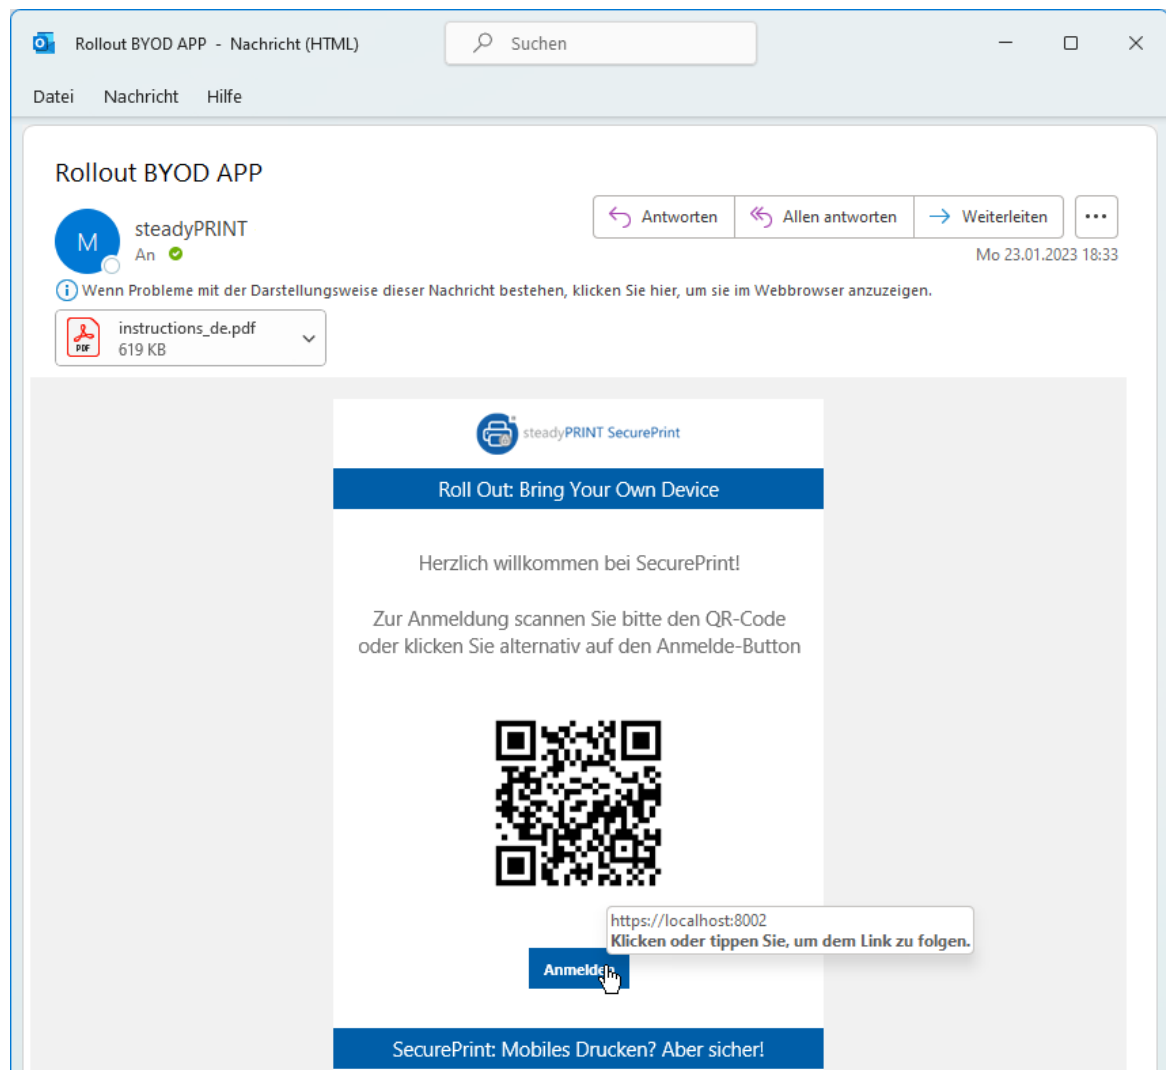 Rollout BYOD APP - Nachricht (HTML)
Suchen
Datei Nachricht Hilfe
Rollout BYOD APP
M
steadyPRINT
An
Antworten
Allen antworten
Weiterleiten
Mo 23.01.2023 18:33
Wenn Probleme mit der Darstellungsweise dieser Nachricht bestehen, klicken Sie hier, um sie im Webbrowser anzuzeigen.
PDF
instructions_de.pdf
619 KB
steadyPRINT SecurePrint
Roll Out: Bring Your Own Device
Herzlich willkommen bei SecurePrint!
Zur Anmeldung scannen Sie bitte den QR-Code
oder klicken Sie alternativ auf den Anmelde-Button
https://localhost:8002
Klicken oder tippen Sie, um dem Link zu folgen.
Anmelden
SecurePrint: Mobiles Drucken? Aber sicher!